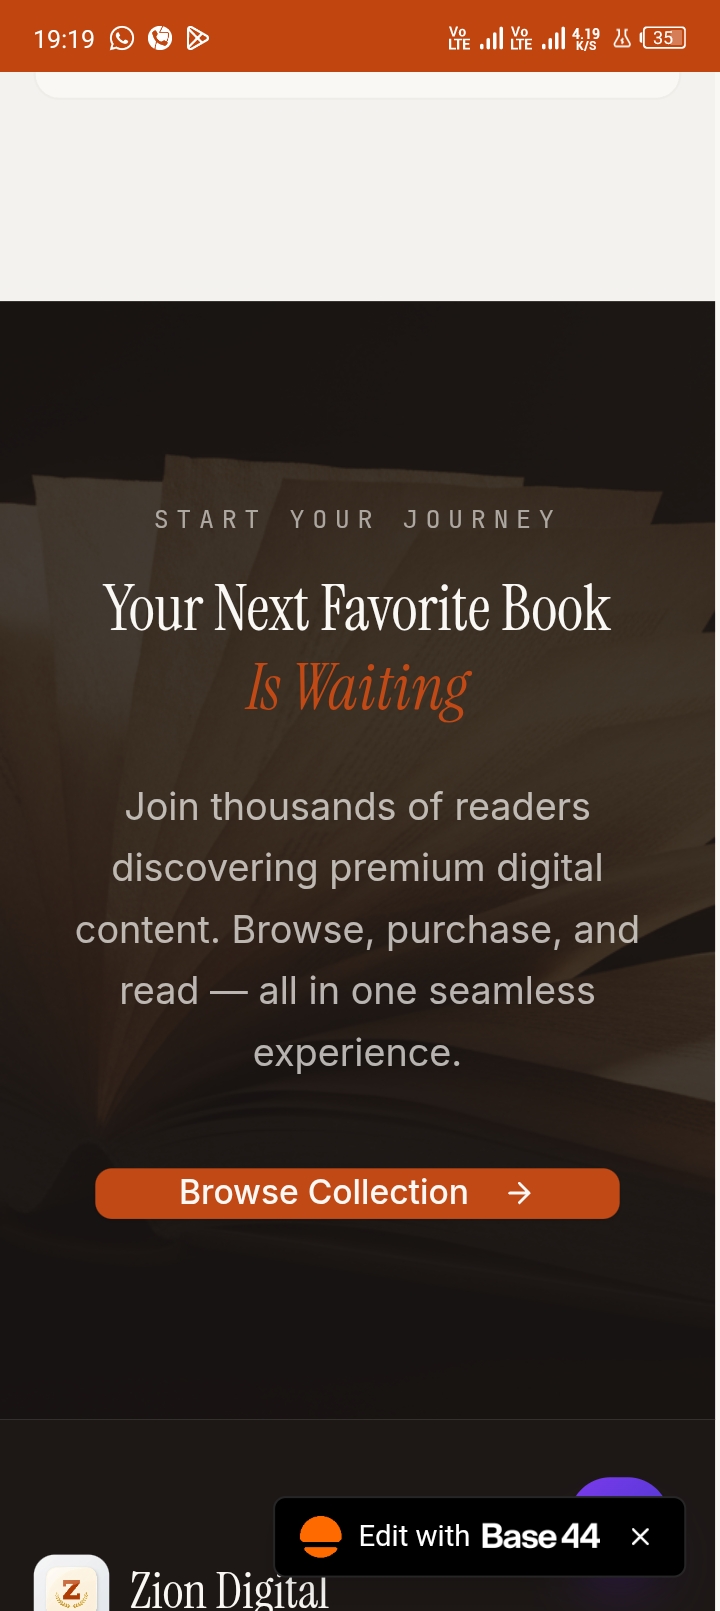 19:19
Vo LTE Vo LTE 4.19 K/S 35
START YOUR JOURNEY
Your Next Favorite Book
Is Waiting
Join thousands of readers
discovering premium digital
content. Browse, purchase, and
read — all in one seamless
experience.
Browse Collection →
Edit with Base44 ×
Z Zion Digital